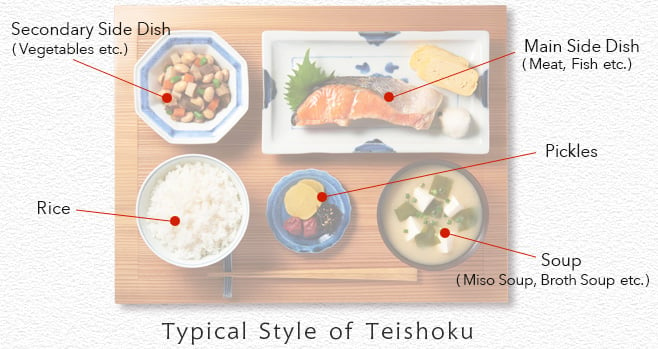 Secondary Side Dish
(Vegetables etc.)
Main Side Dish
(Meat, Fish etc.)
Pickles
Rice
Soup
(Miso Soup, Broth Soup etc.)
Typical Style of Teishoku